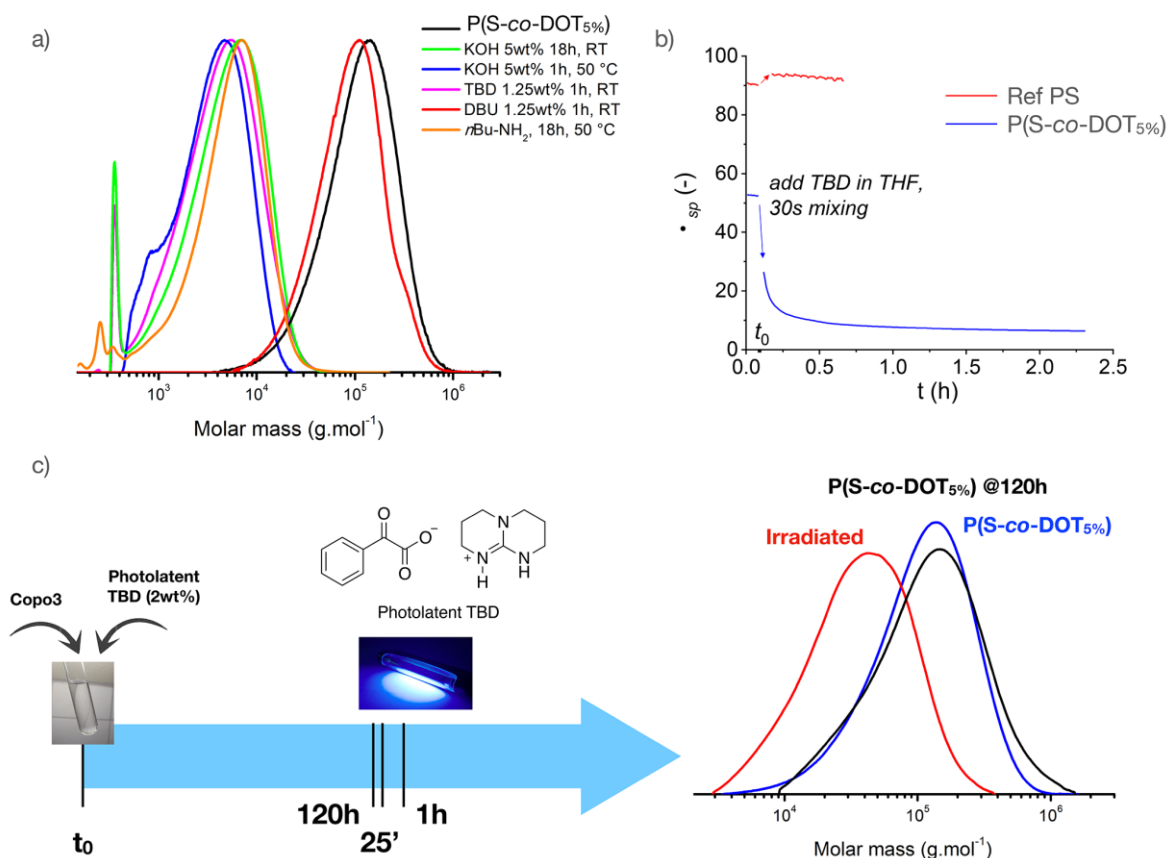 a)
P(S-co-DOT5%)
KOH 5wt% 18h, RT
KOH 5wt% 1h, 50 °C
TBD 1.25wt% 1h, RT
DBU 1.25wt% 1h, RT
nBu-NH2, 18h, 50 °C
10³ 10⁴ 10⁵ 10⁶
Molar mass (g.mol⁻¹)
b)
100
80
60
40
20
0
• sp (-)
Ref PS
P(S-co-DOT5%)
add TBD in THF,
30s mixing
t0
0.0 0.5 1.0 1.5 2.0 2.5
t (h)
c)
Copo3
Photolatent
TBD (2wt%)
O O O⁻ N N⁺ N H H
Photolatent TBD
t0
120h
25’
1h
P(S-co-DOT5%) @120h
Irradiated
P(S-co-DOT5%)
10⁴ 10⁵ 10⁶
Molar mass (g.mol⁻¹)